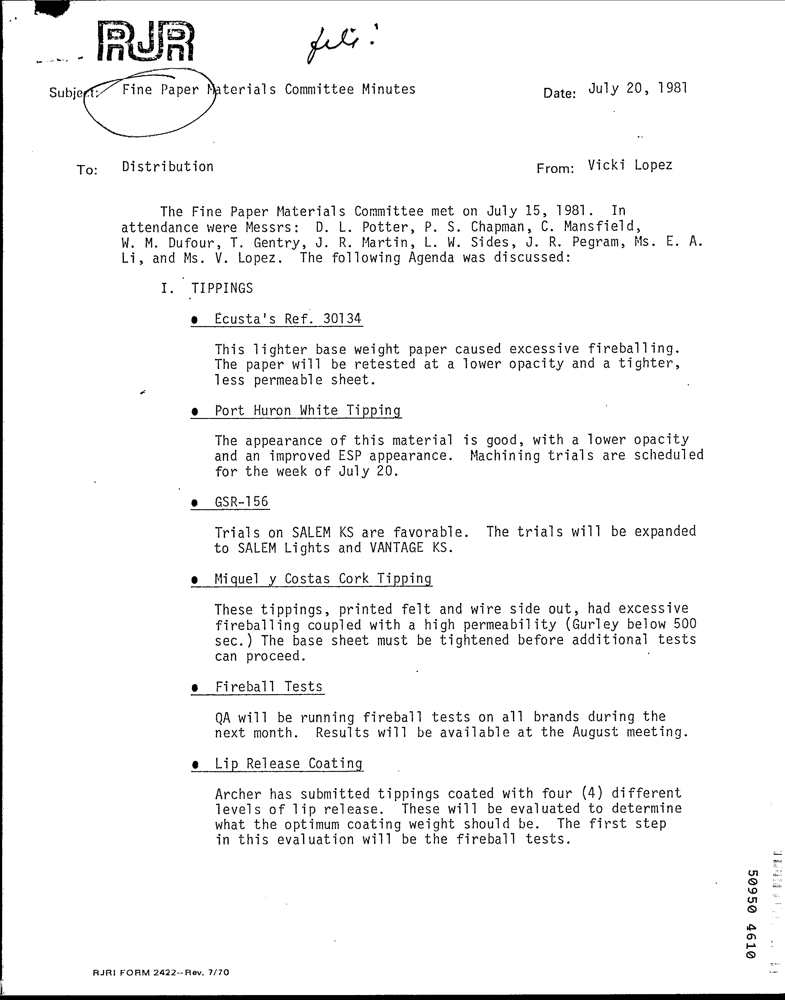 RJR
file!
Subject: Fine Paper Materials Committee Minutes
Date: July 20, 1981
To: Distribution
From: Vicki Lopez
The Fine Paper Materials Committee met on July 15, 1981. In
attendance were Messrs: D. L. Potter, P. S. Chapman, C. Mansfield,
W. M. Dufour, T. Gentry, J. R. Martin, L. W. Sides, J. R. Pegram, Ms. E. A.
Li, and Ms. V. Lopez. The following Agenda was discussed:
I. TIPPINGS
● Ecusta's Ref. 30134
This lighter base weight paper caused excessive fireballing.
The paper will be retested at a lower opacity and a tighter,
less permeable sheet.
● Port Huron White Tipping
The appearance of this material is good, with a lower opacity
and an improved ESP appearance. Machining trials are scheduled
for the week of July 20.
● GSR-156
Trials on SALEM KS are favorable. The trials will be expanded
to SALEM Lights and VANTAGE KS.
● Miquel y Costas Cork Tipping
These tippings, printed felt and wire side out, had excessive
fireballing coupled with a high permeability (Gurley below 500
sec.) The base sheet must be tightened before additional tests
can proceed.
● Fireball Tests
QA will be running fireball tests on all brands during the
next month. Results will be available at the August meeting.
● Lip Release Coating
Archer has submitted tippings coated with four (4) different
levels of lip release. These will be evaluated to determine
what the optimum coating weight should be. The first step
in this evaluation will be the fireball tests.
50950 4610
RJRI FORM 2422--Rev. 7/70